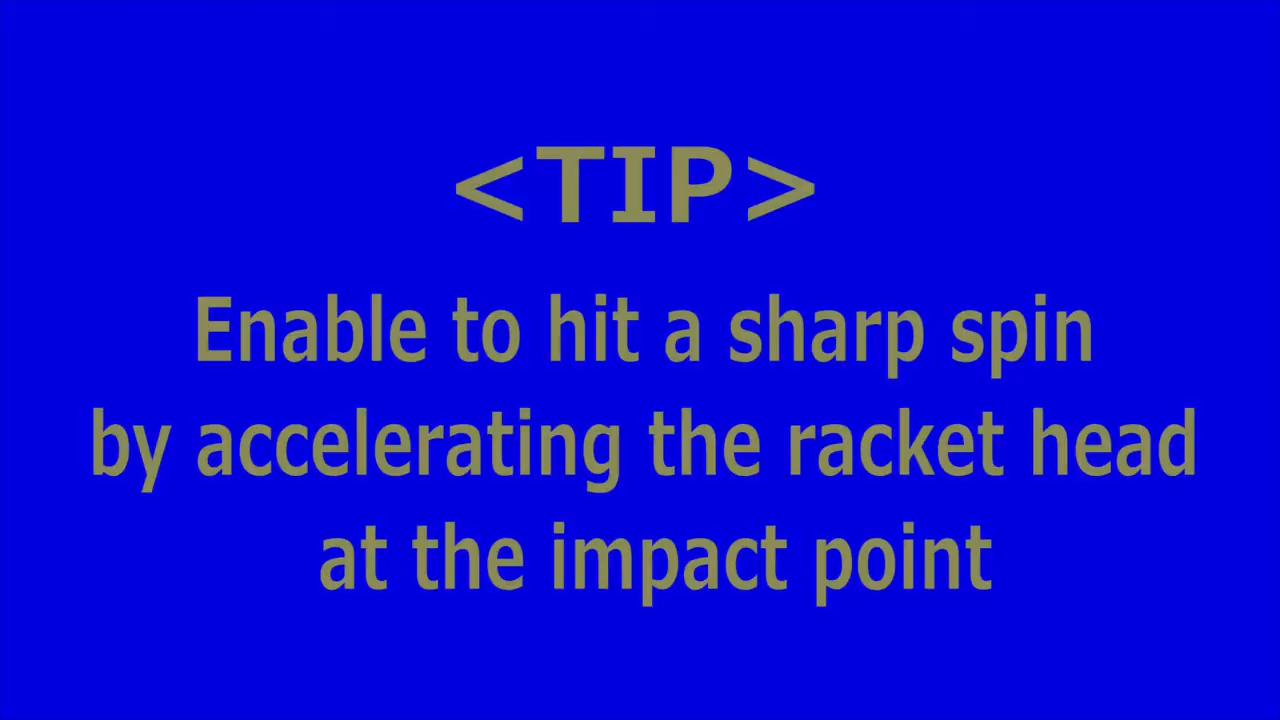 <TIP>
Enable to hit a sharp spin
by accelerating the racket head
at the impact point